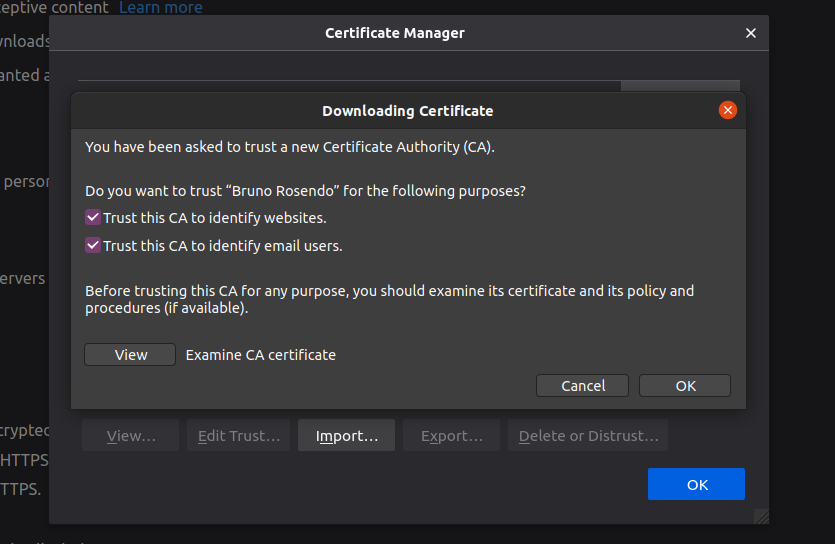 ceptive content Learn more
Certificate Manager
wnloads
anted a
Downloading Certificate
You have been asked to trust a new Certificate Authority (CA).
person
Do you want to trust “Bruno Rosendo” for the following purposes?
Trust this CA to identify websites.
Trust this CA to identify email users.
ervers
Before trusting this CA for any purpose, you should examine its certificate and its policy and
procedures (if available).
View Examine CA certificate
Cancel OK
crypted
View… Edit Trust… Import… Export… Delete or Distrust…
HTTPS
TTPS.
OK